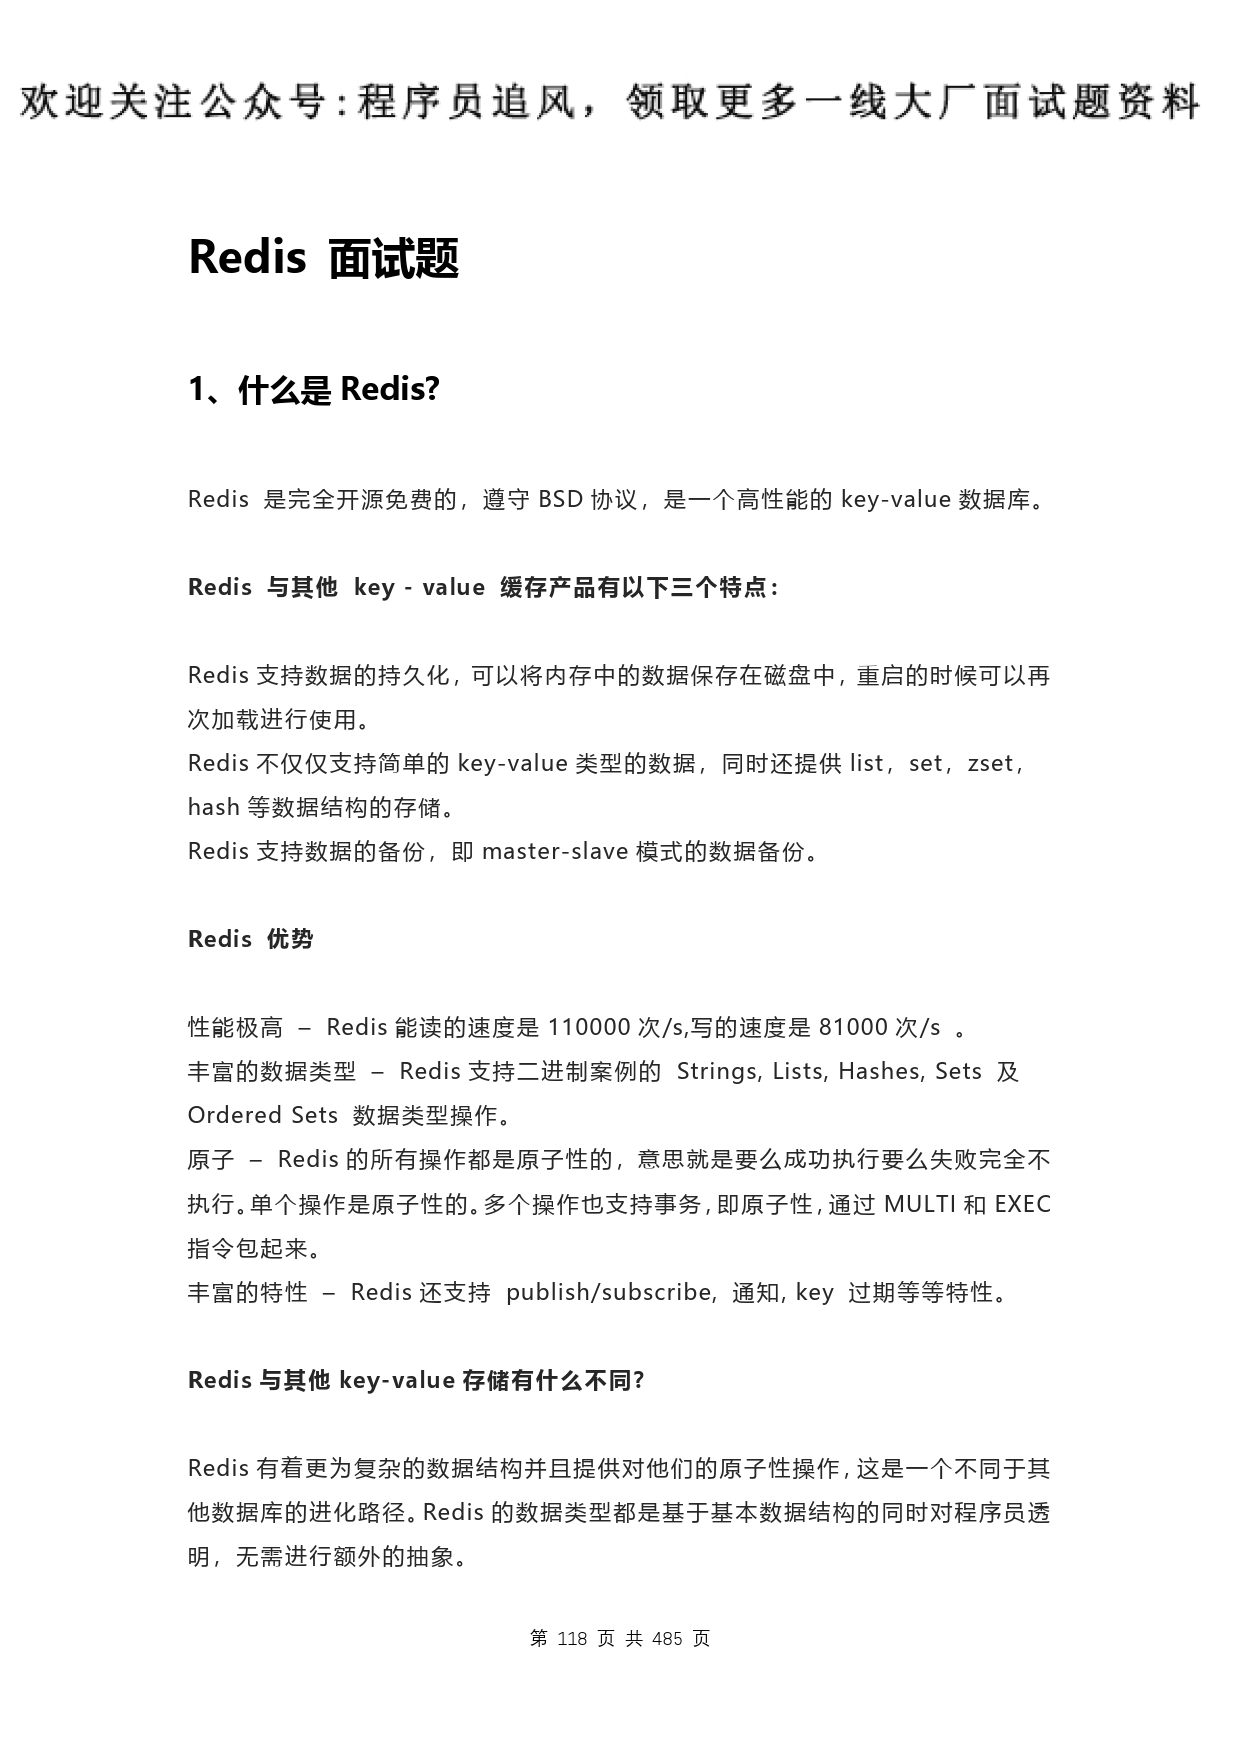 欢迎关注公众号:程序员追风，领取更多一线大厂面试题资料
Redis 面试题
1、什么是 Redis?
Redis 是完全开源免费的，遵守 BSD 协议，是一个高性能的 key-value 数据库。
Redis 与其他 key - value 缓存产品有以下三个特点：
Redis 支持数据的持久化，可以将内存中的数据保存在磁盘中，重启的时候可以再
次加载进行使用。
Redis 不仅仅支持简单的 key-value 类型的数据，同时还提供 list，set，zset，
hash 等数据结构的存储。
Redis 支持数据的备份，即 master-slave 模式的数据备份。
Redis 优势
性能极高 – Redis 能读的速度是 110000 次/s,写的速度是 81000 次/s 。
丰富的数据类型 – Redis 支持二进制案例的 Strings, Lists, Hashes, Sets 及
Ordered Sets 数据类型操作。
原子 – Redis 的所有操作都是原子性的，意思就是要么成功执行要么失败完全不
执行。单个操作是原子性的。多个操作也支持事务，即原子性，通过 MULTI 和 EXEC
指令包起来。
丰富的特性 – Redis 还支持 publish/subscribe, 通知, key 过期等等特性。
Redis 与其他 key-value 存储有什么不同？
Redis 有着更为复杂的数据结构并且提供对他们的原子性操作，这是一个不同于其
他数据库的进化路径。Redis 的数据类型都是基于基本数据结构的同时对程序员透
明，无需进行额外的抽象。
第 118 页 共 485 页